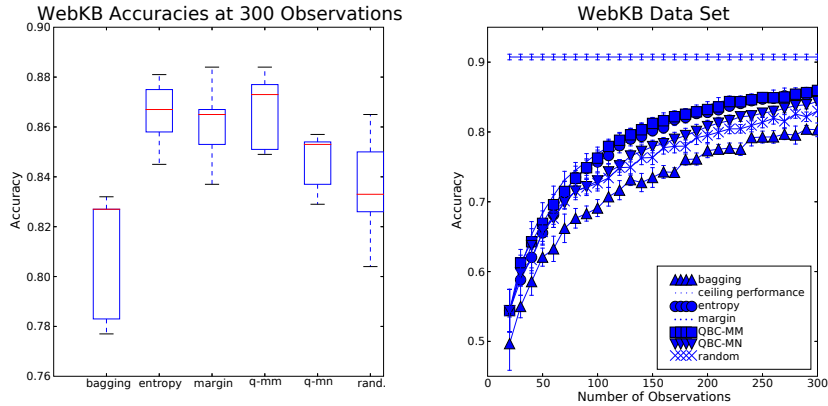 WebKB Accuracies at 300 Observations
0.90
0.88
0.86
0.84
0.82
0.80
0.78
0.76
Accuracy
bagging entropy margin q-mm q-mn rand.
WebKB Data Set
0.9
0.8
0.7
0.6
0.5
Accuracy
bagging
ceiling performance
entropy
margin
QBC-MM
QBC-MN
random
0 50 100 150 200 250 300
Number of Observations